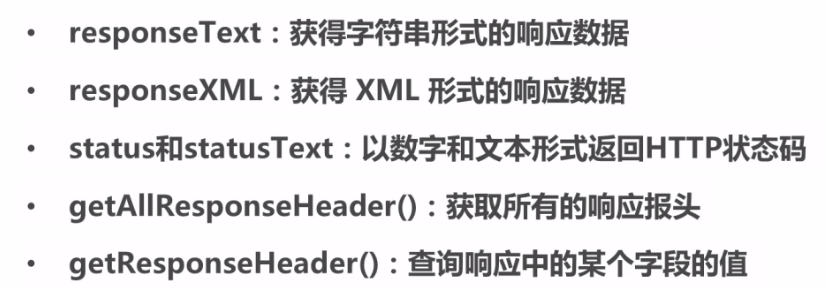 • responseText：获得字符串形式的响应数据
• responseXML：获得 XML 形式的响应数据
• status和statusText：以数字和文本形式返回HTTP状态码
• getAllResponseHeader()：获取所有的响应报头
• getResponseHeader()：查询响应中的某个字段的值